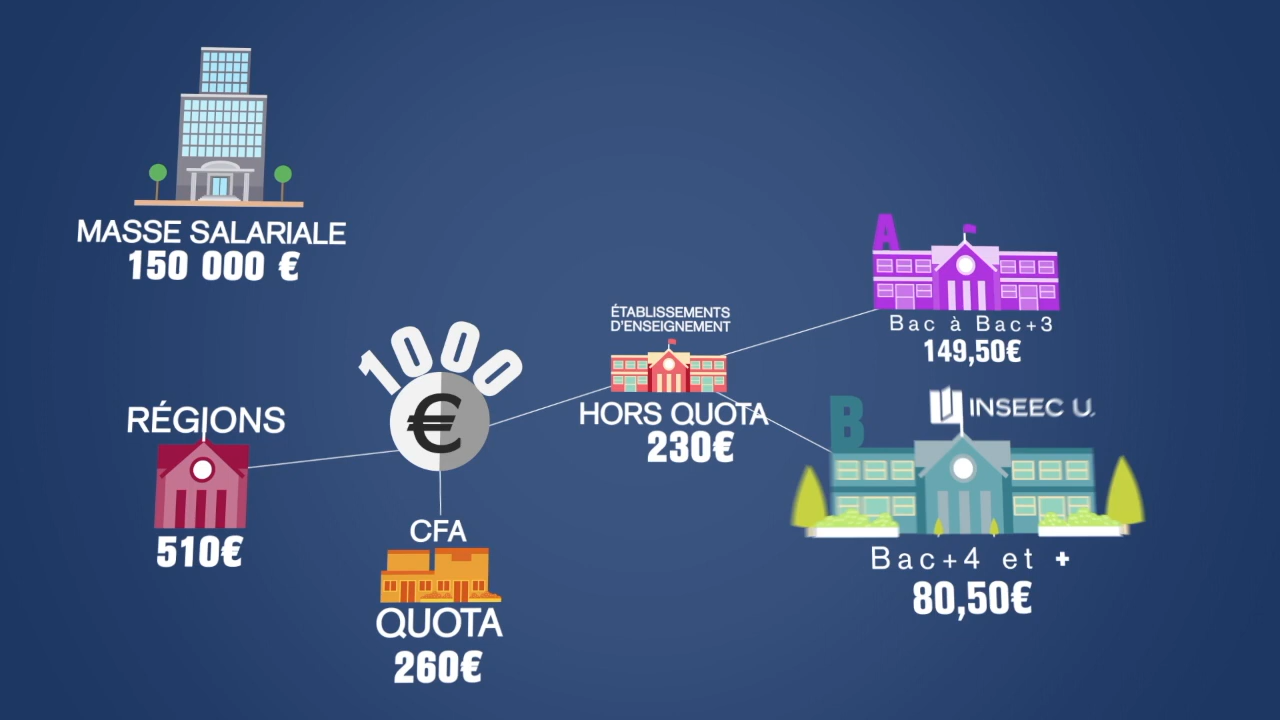 MASSE SALARIALE
150 000 €
RÉGIONS
510€
1000
€
CFA
QUOTA
260€
ÉTABLISSEMENTS
D'ENSEIGNEMENT
HORS QUOTA
230€
A
Bac à Bac+3
149,50€
B
INSEEC U.
Bac+4 et +
80,50€